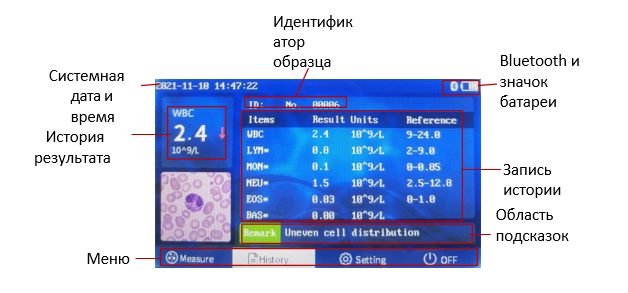 Идентифик
атор
образца
Системная
дата и
время
История
результата
Меню
Bluetooth и
значок
батареи
Запись
истории
Область
подсказок
2021-11-10 14:47:22
WBC
2.4 ↓
10^9/L
ID: No 00006
Items Result Units Reference
WBC 2.4 10^9/L 9-24.0
LYM* 0.8 10^9/L 2-9.0
MON* 0.1 10^9/L 0-0.85
NEU* 1.5 10^9/L 2.5-12.8
EOS* 0.03 10^9/L 0-1.0
BAS* 0.00 10^9/L
Remark Uneven cell distribution
Measure History Setting OFF